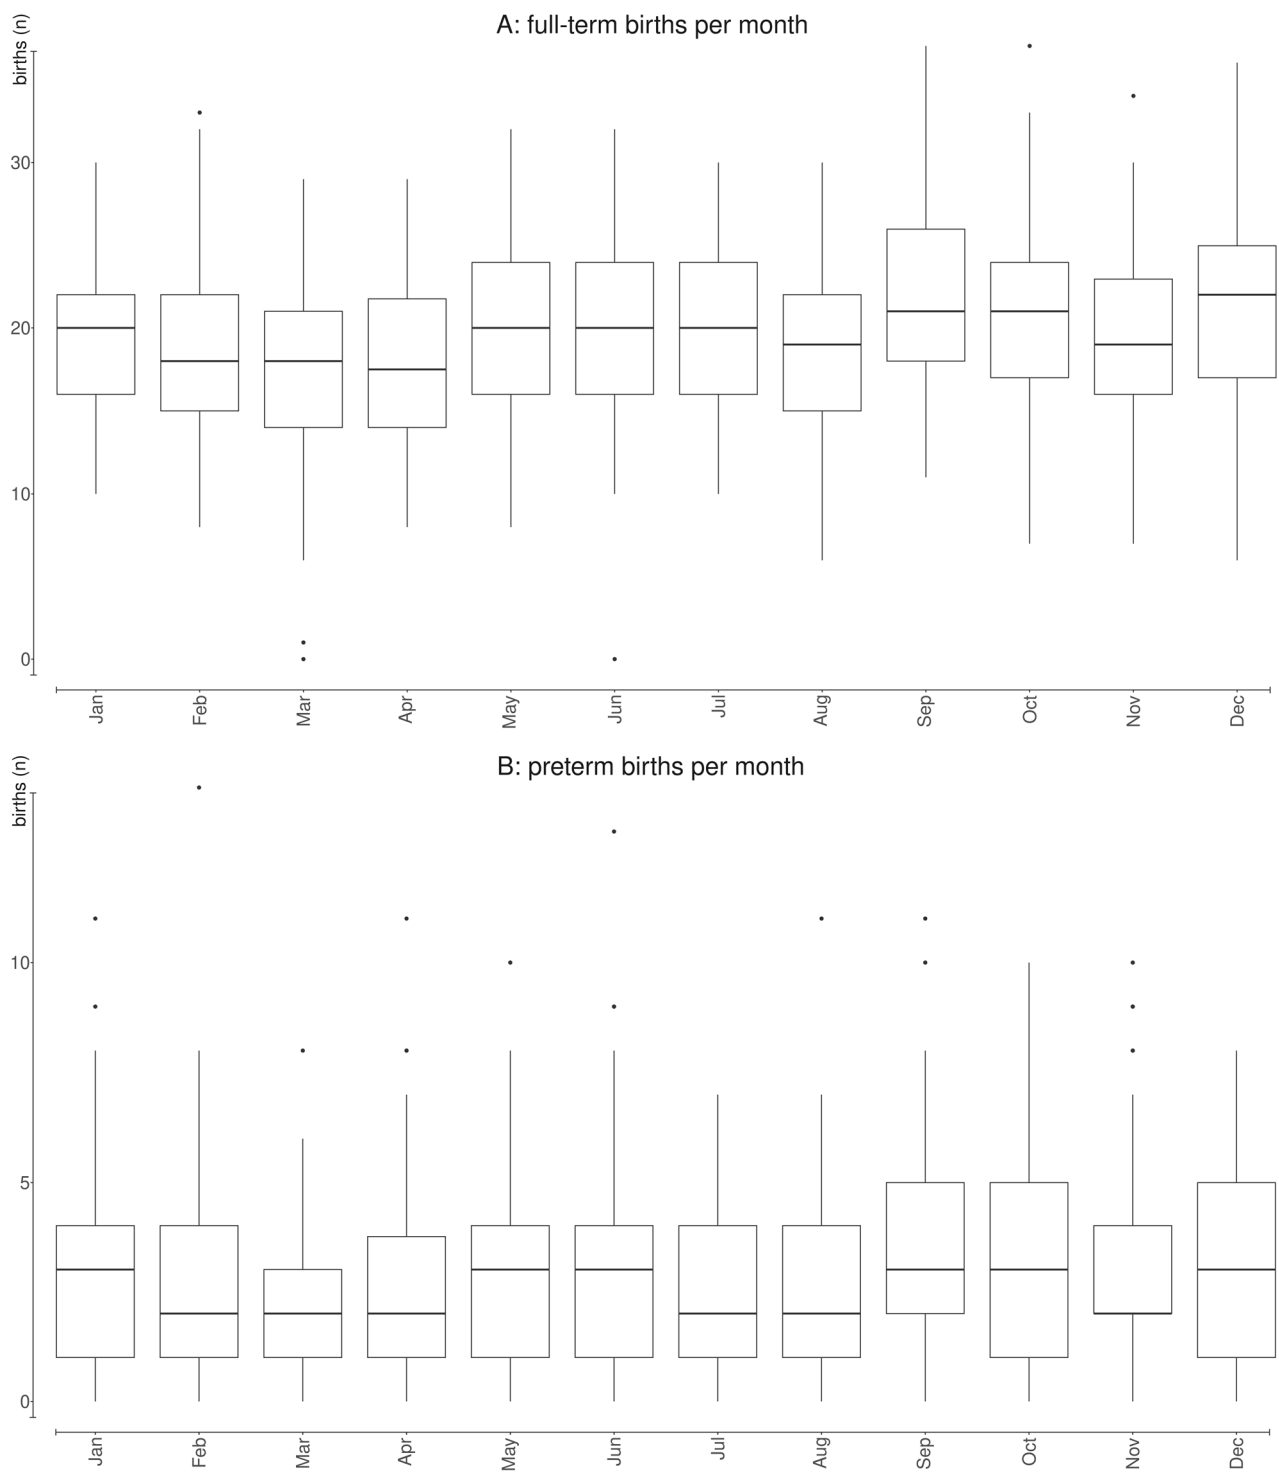 A: full-term births per month
births (n)
30
20
10
0
Jan Feb Mar Apr May Jun Jul Aug Sep Oct Nov Dec
B: preterm births per month
births (n)
10
5
0
Jan Feb Mar Apr May Jun Jul Aug Sep Oct Nov Dec